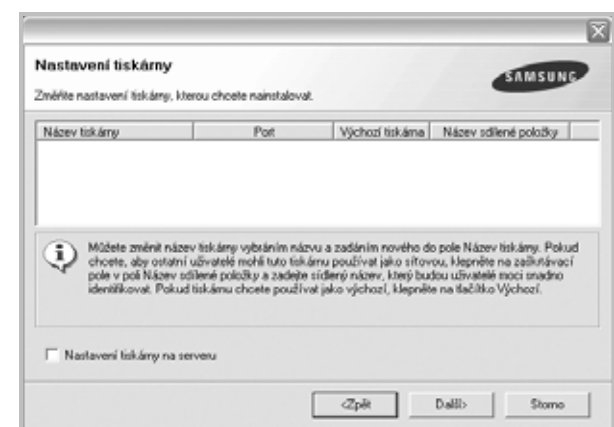 Nastavení tiskárny
SAMSUNG
Změňte nastavení tiskárny, kterou chcete nainstalovat.
Název tiskárny Port Výchozí tiskárna Název sdílené položky
Můžete změnit název tiskárny vybráním názvu a zadáním nového do pole Název tiskárny. Pokud
chcete, aby ostatní uživatelé mohli tuto tiskárnu používat jako síťovou, klepněte na zaškrtávací
pole v poli Název sdílené položky a zadejte sídlený název, který budou uživatelé moci snadno
identifikovat. Pokud tiskárnu chcete používat jako výchozí, klepněte na tlačítko Výchozí.
Nastavení tiskárny na serveru
<Zpět Další> Storno